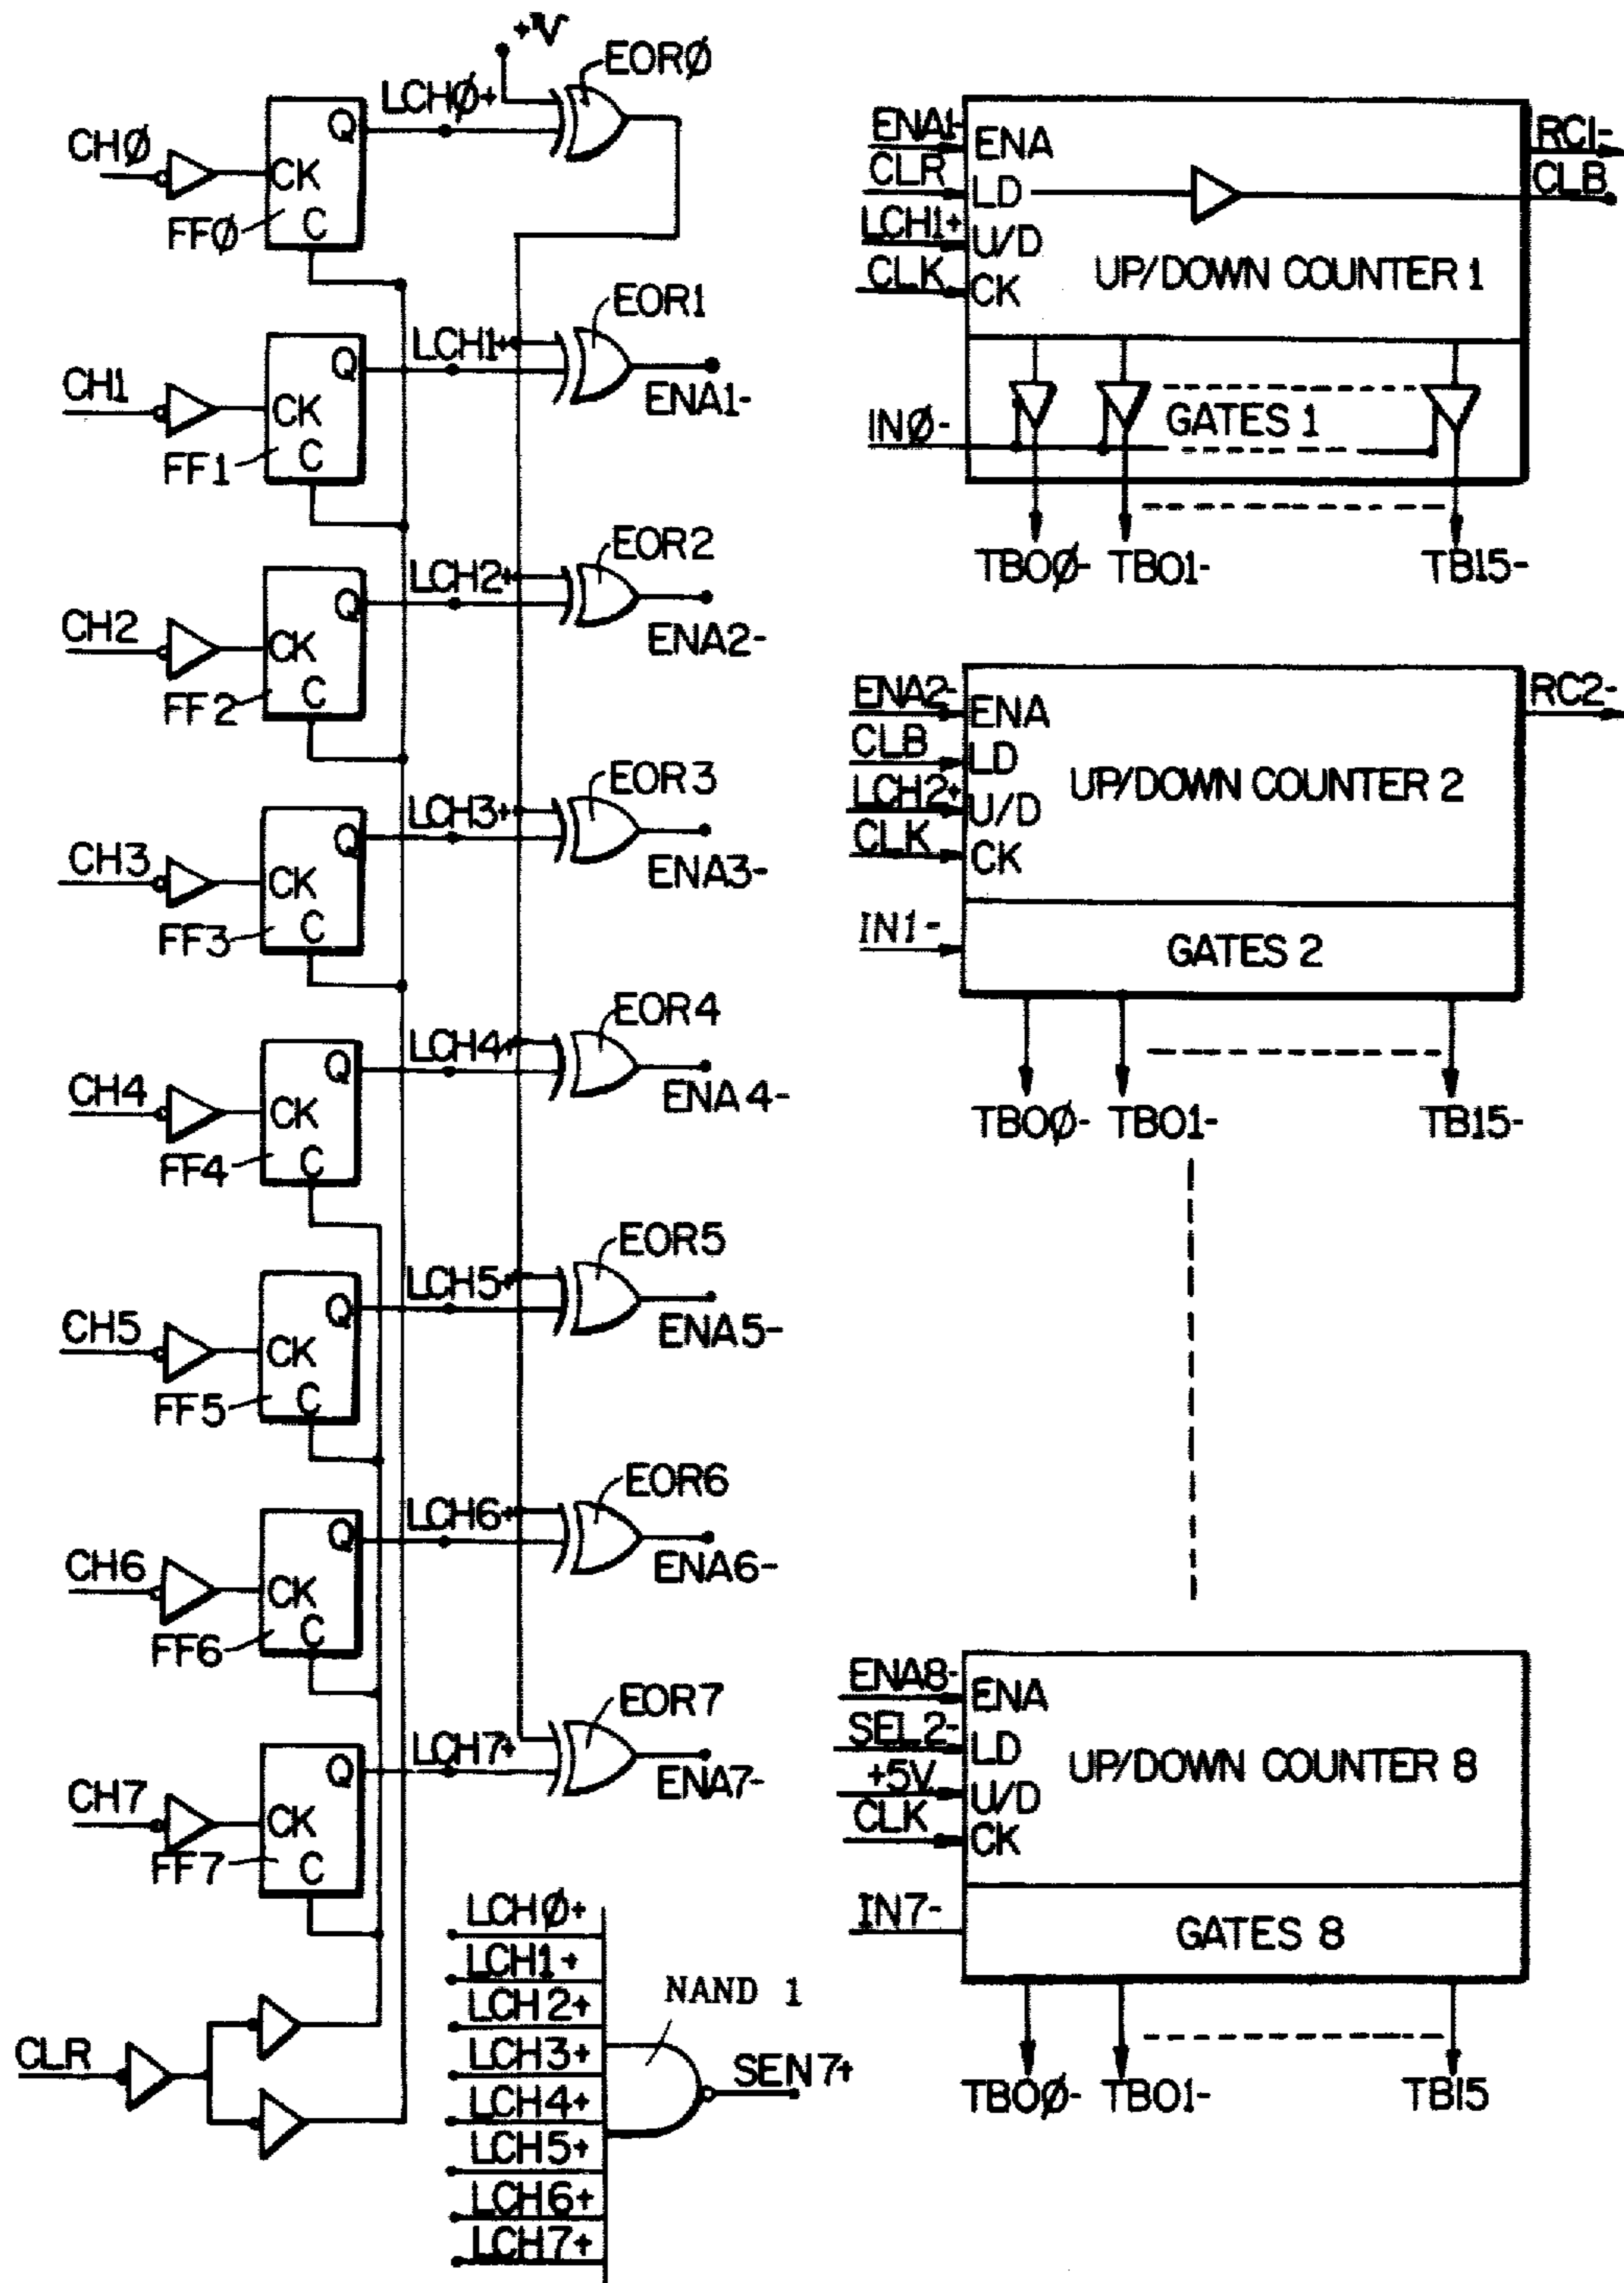 +V
EORØ
LCHØ+
CHØ
Q
CK
C
FFØ
EOR1
LCH1+
CH1
Q
CK
C
FF1
ENA1-
EOR2
LCH2+
CH2
Q
CK
C
FF2
ENA2-
EOR3
LCH3+
CH3
Q
CK
C
FF3
ENA3-
EOR4
LCH4+
CH4
Q
CK
C
FF4
ENA4-
EOR5
LCH5+
CH5
Q
CK
C
FF5
ENA5-
EOR6
LCH6+
CH6
Q
CK
C
FF6
ENA6-
EOR7
LCH7+
CH7
Q
CK
C
FF7
ENA7-
CLR
LCHØ+
LCH1+
LCH2+
LCH3+
LCH4+
LCH5+
LCH6+
LCH7+
NAND 1
SEN7+
ENA1-
CLR
LCH1+
CLK
ENA
LD
U/D
CK
UP/DOWN COUNTER 1
RC1-
CLB
INØ-
GATES 1
TBOØ- TBO1- TB15-
ENA2-
CLB
LCH2+
CLK
ENA
LD
U/D
CK
UP/DOWN COUNTER 2
RC2-
IN1-
GATES 2
TBOØ- TBO1- TB15-
ENA8-
SEL2-
+5V
CLK
ENA
LD
U/D
CK
UP/DOWN COUNTER 8
IN7-
GATES 8
TBOØ- TBO1- TB15